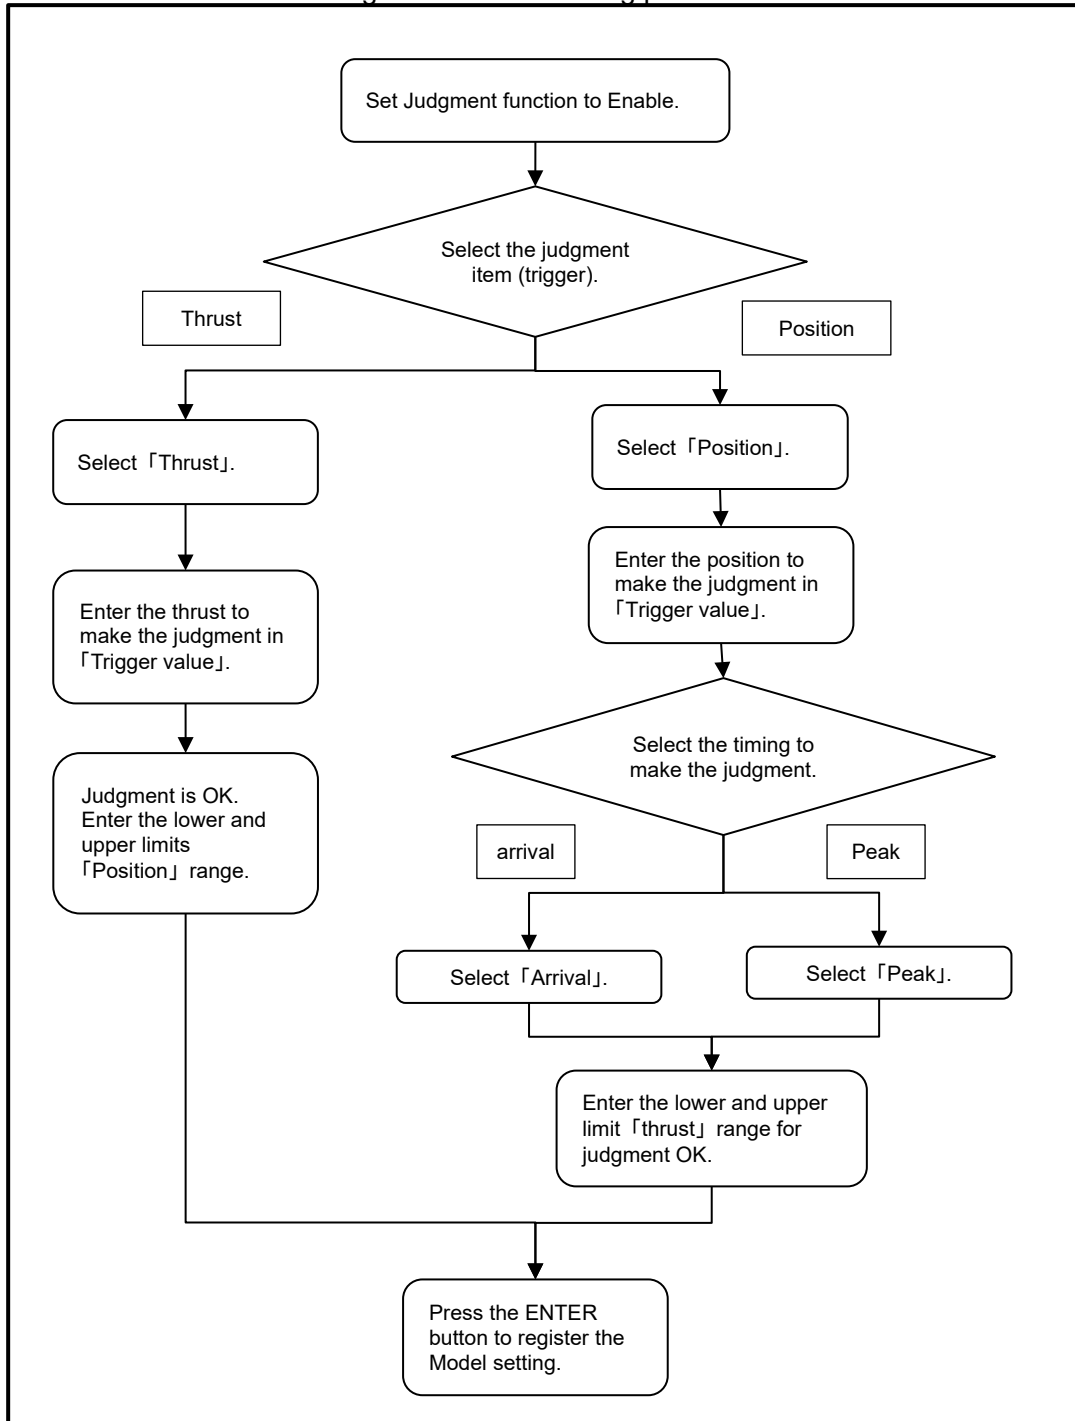 Set Judgment function to Enable.
Select the judgment
item (trigger).
Thrust
Position
Select「Thrust」.
Select「Position」.
Enter the thrust to
make the judgment in
「Trigger value」.
Enter the position to
make the judgment in
「Trigger value」.
Judgment is OK.
Enter the lower and
upper limits
「Position」range.
Select the timing to
make the judgment.
arrival
Peak
Select「Arrival」.
Select「Peak」.
Enter the lower and upper
limit「thrust」range for
judgment OK.
Press the ENTER
button to register the
Model setting.